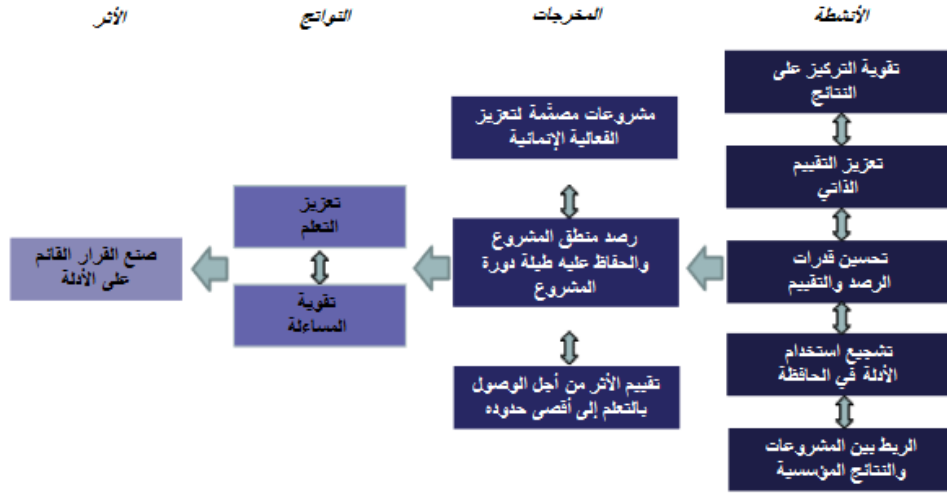 الأنشطة
المخرجات
النواتج
الأثر
تقوية التركيز على
النتائج
تعزيز التقييم
الذاتي
تحسين قدرات
الرصد والتقييم
تشجيع استخدام
الأدلة في الحافظة
الربط بين المشروعات
والنتائج المؤسسية
مشروعات مصمَّمة لتعزيز
الفعالية الإنمائية
رصد منطق المشروع
والحفاظ عليه طيلة دورة
المشروع
تقييم الأثر من أجل الوصول
بالتعلم إلى أقصى حدوده
تعزيز
التعلم
تقوية
المساءلة
صنع القرار القائم
على الأدلة